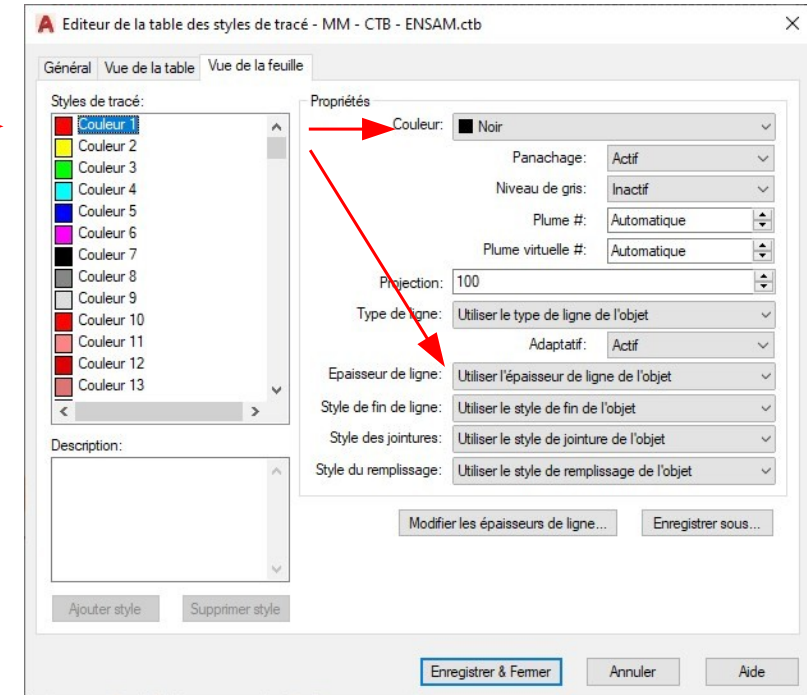 Editeur de la table des styles de tracé - MM - CTB - ENSAM.ctb
Général Vue de la table Vue de la feuille
Styles de tracé:
Couleur 1
Couleur 2
Couleur 3
Couleur 4
Couleur 5
Couleur 6
Couleur 7
Couleur 8
Couleur 9
Couleur 10
Couleur 11
Couleur 12
Couleur 13
Description:
Ajouter style Supprimer style
Propriétés
Couleur: Noir
Panachage: Actif
Niveau de gris: Inactif
Plume #: Automatique
Plume virtuelle #: Automatique
Projection: 100
Type de ligne: Utiliser le type de ligne de l'objet
Adaptatif: Actif
Epaisseur de ligne: Utiliser l'épaisseur de ligne de l'objet
Style de fin de ligne: Utiliser le style de fin de l'objet
Style des jointures: Utiliser le style de jointure de l'objet
Style du remplissage: Utiliser le style de remplissage de l'objet
Modifier les épaisseurs de ligne... Enregistrer sous...
Enregistrer & Fermer Annuler Aide